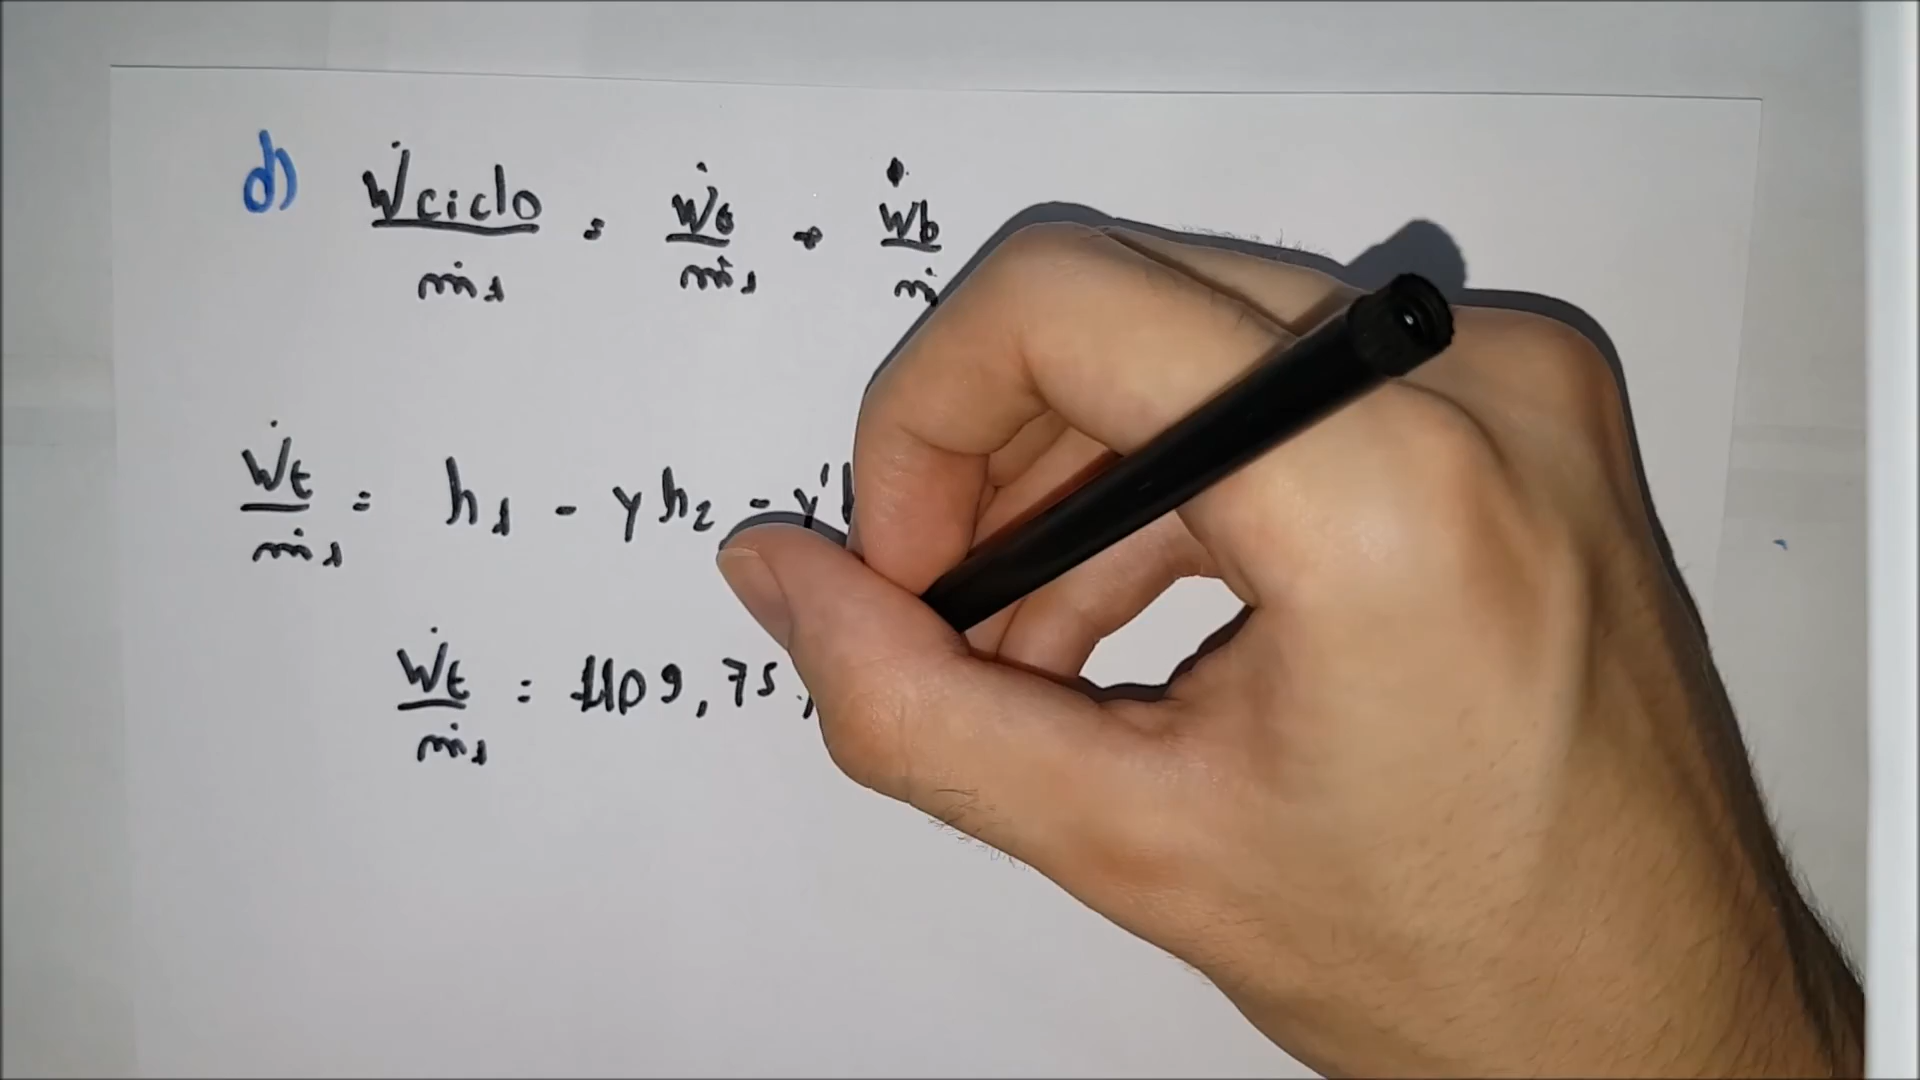 d) Ẇciclo / ṁ1 = Ẇt / ṁ1 + Ẇb / ṁ
Ẇt / ṁ1 = h1 - y h2 - y'
Ẇt / ṁ1 = 1109,75